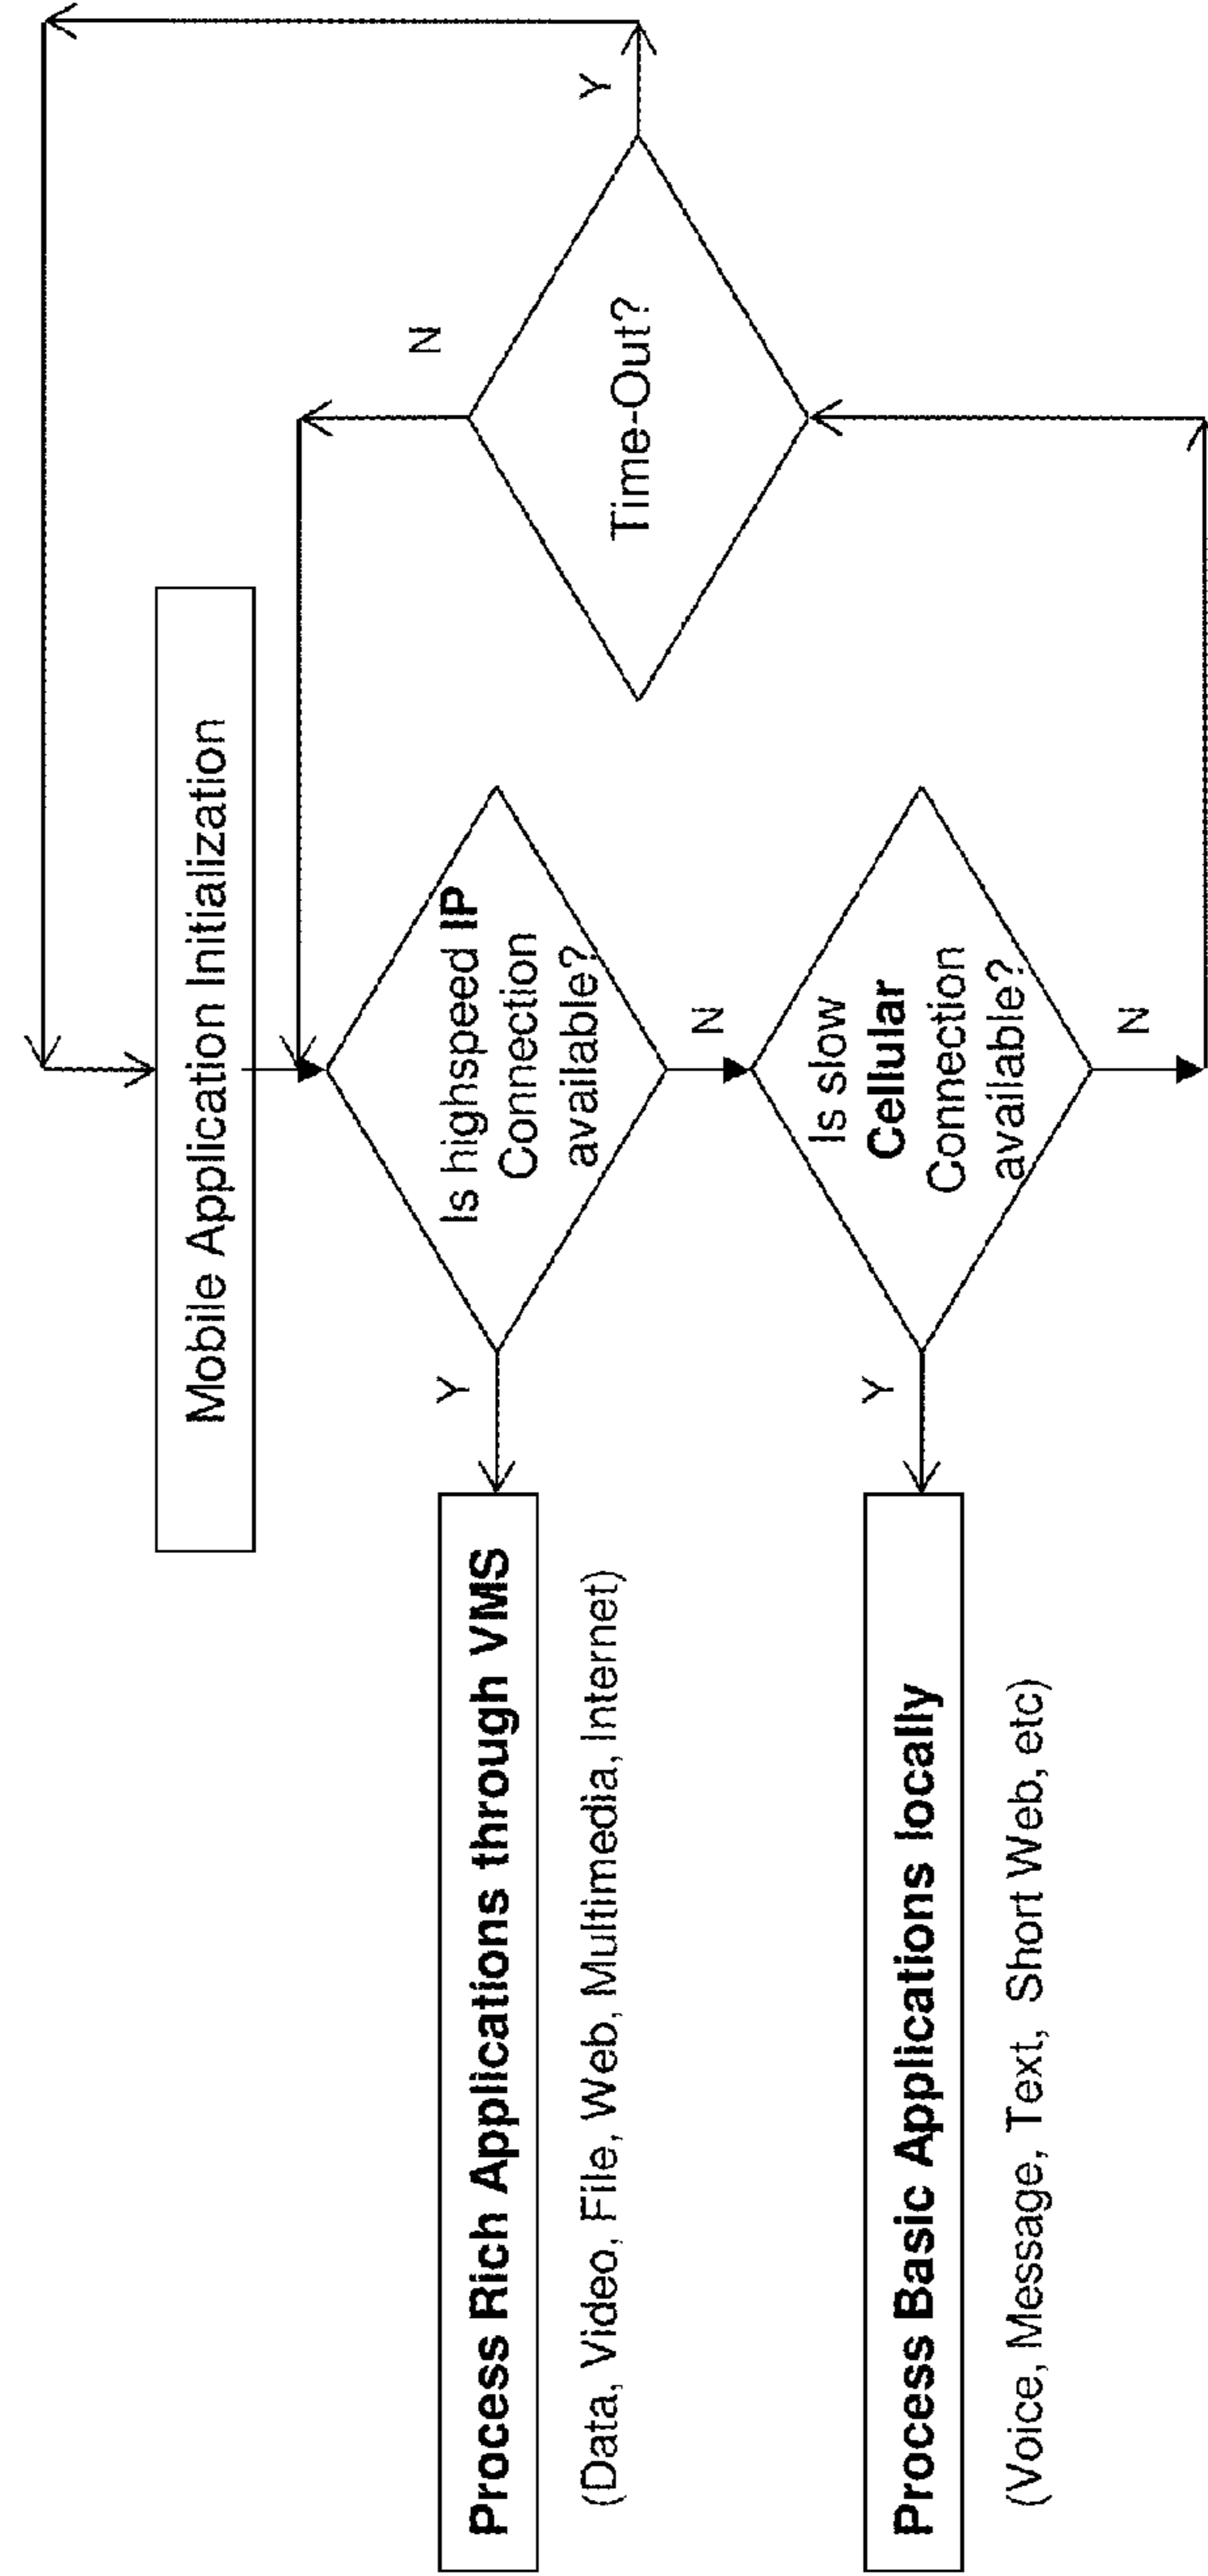 Mobile Application Initialization
Process Rich Applications through VMS
(Data, Video, File, Web, Multimedia, Internet)
Y
Is highspeed IP
Connection
available?
N
N
Time-Out?
Y
Process Basic Applications locally
(Voice, Message, Text, Short Web, etc)
Y
Is slow
Cellular
Connection
available?
N